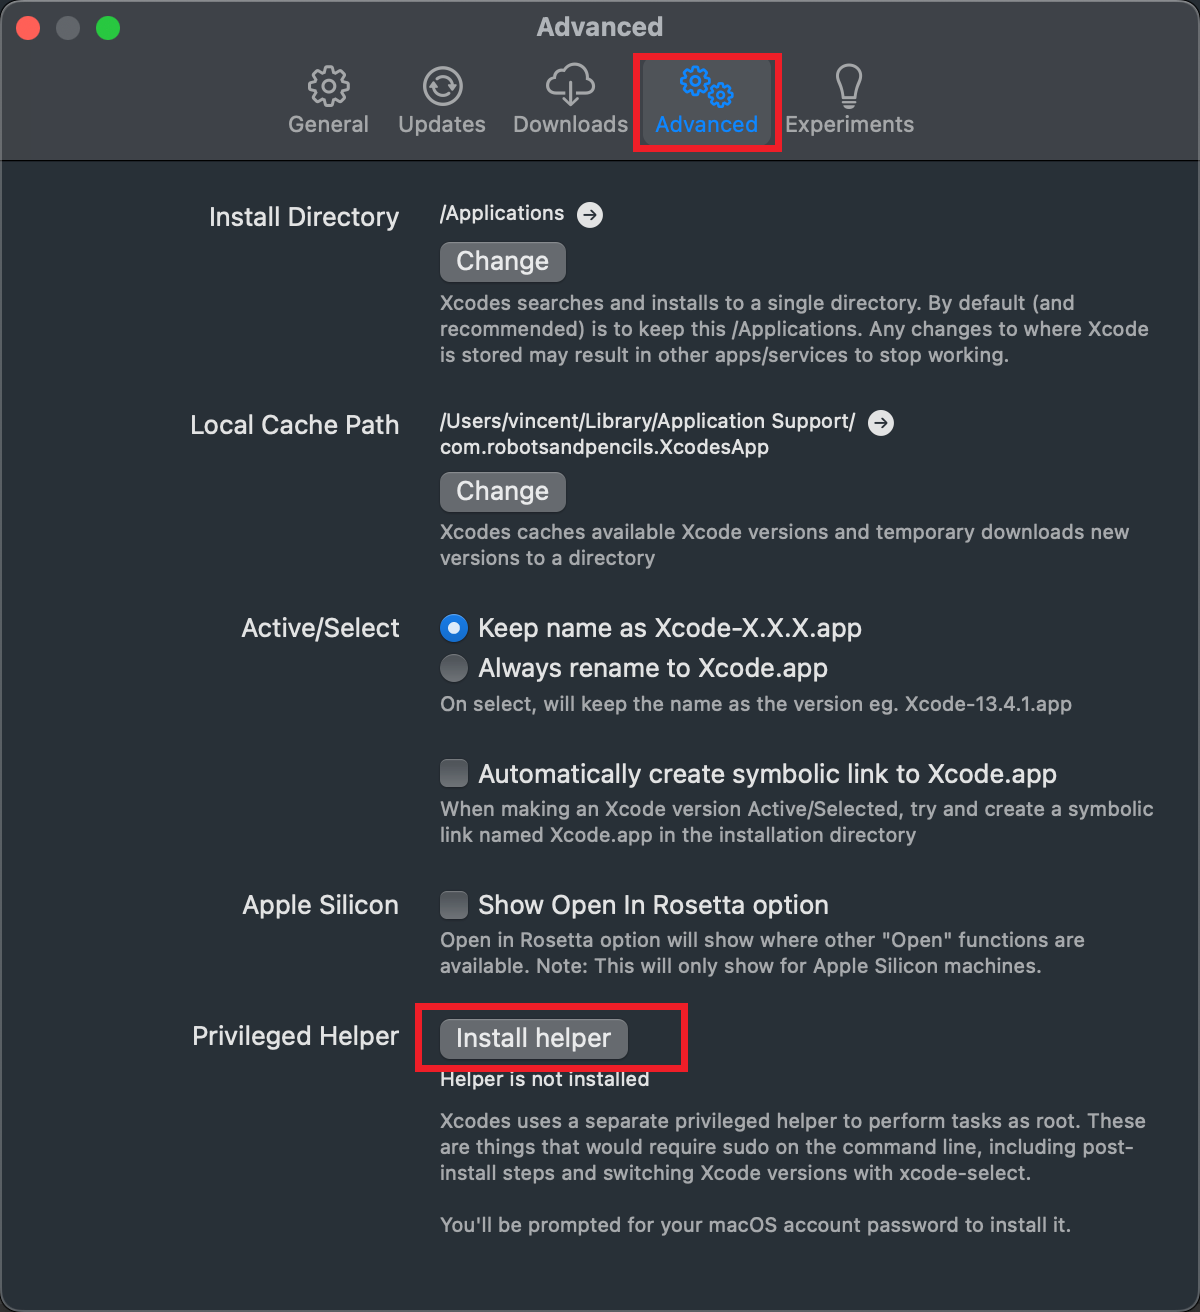 Advanced
General
Updates
Downloads
Advanced
Experiments
Install Directory
/Applications
Change
Xcodes searches and installs to a single directory. By default (and
recommended) is to keep this /Applications. Any changes to where Xcode
is stored may result in other apps/services to stop working.
Local Cache Path
/Users/vincent/Library/Application Support/
com.robotsandpencils.XcodesApp
Change
Xcodes caches available Xcode versions and temporary downloads new
versions to a directory
Active/Select
Keep name as Xcode-X.X.X.app
Always rename to Xcode.app
On select, will keep the name as the version eg. Xcode-13.4.1.app
Automatically create symbolic link to Xcode.app
When making an Xcode version Active/Selected, try and create a symbolic
link named Xcode.app in the installation directory
Apple Silicon
Show Open In Rosetta option
Open in Rosetta option will show where other "Open" functions are
available. Note: This will only show for Apple Silicon machines.
Privileged Helper
Install helper
Helper is not installed
Xcodes uses a separate privileged helper to perform tasks as root. These
are things that would require sudo on the command line, including post-
install steps and switching Xcode versions with xcode-select.
You'll be prompted for your macOS account password to install it.